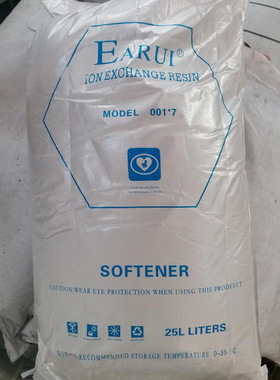 EARUI®
ION EXCHANGE RESIN
MODEL 001*7
SOFTENER
CAUTION:WEAR EYE PROTECTION WHEN USING THIS PRODUCT
25L LITERS
RECOMMENDED STORAGE TEMPERATURE 0-35°C